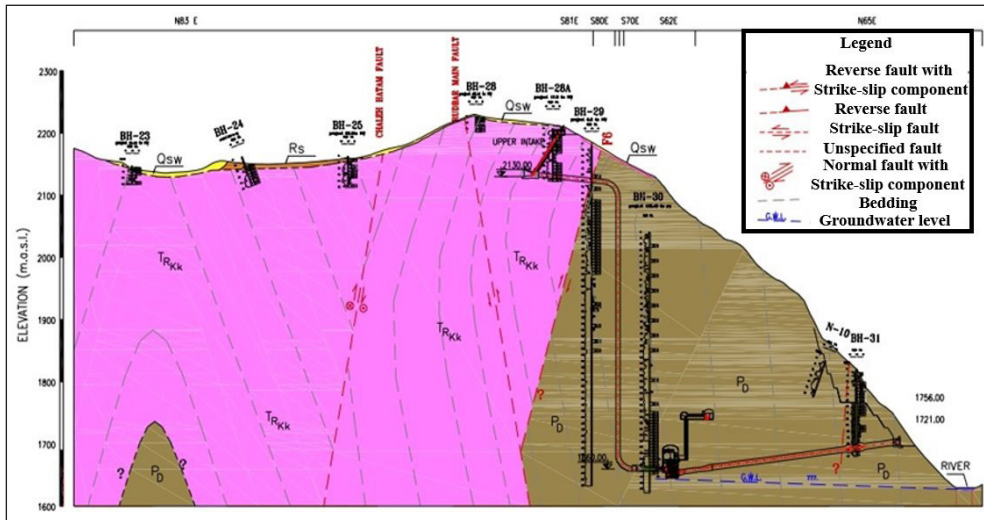 N83 E
S81E
S80E
S70E
S62E
N65E
Legend
Reverse fault with
Strike-slip component
Reverse fault
Strike-slip fault
Unspecified fault
Normal fault with
Strike-slip component
Bedding
G.W.L
Groundwater level
ELEVATION (m.a.s.l.)
2300
2200
2100
2000
1900
1800
1700
1600
CHALEH HATAM FAULT
RUDBAR MAIN FAULT
BH-23
BH-24
BH-25
BH-28
BH-28A
BH-29
BH-30
N-10
BH-31
F6
Qsw
Rs
Qsw
Qsw
UPPER INTAKE
2130.00
TRKk
TRKk
TRKk
TRKk
TRKk
PD
PD
PD
PD
?
?
?
?
1756.00
1721.00
G.W.L
RIVER